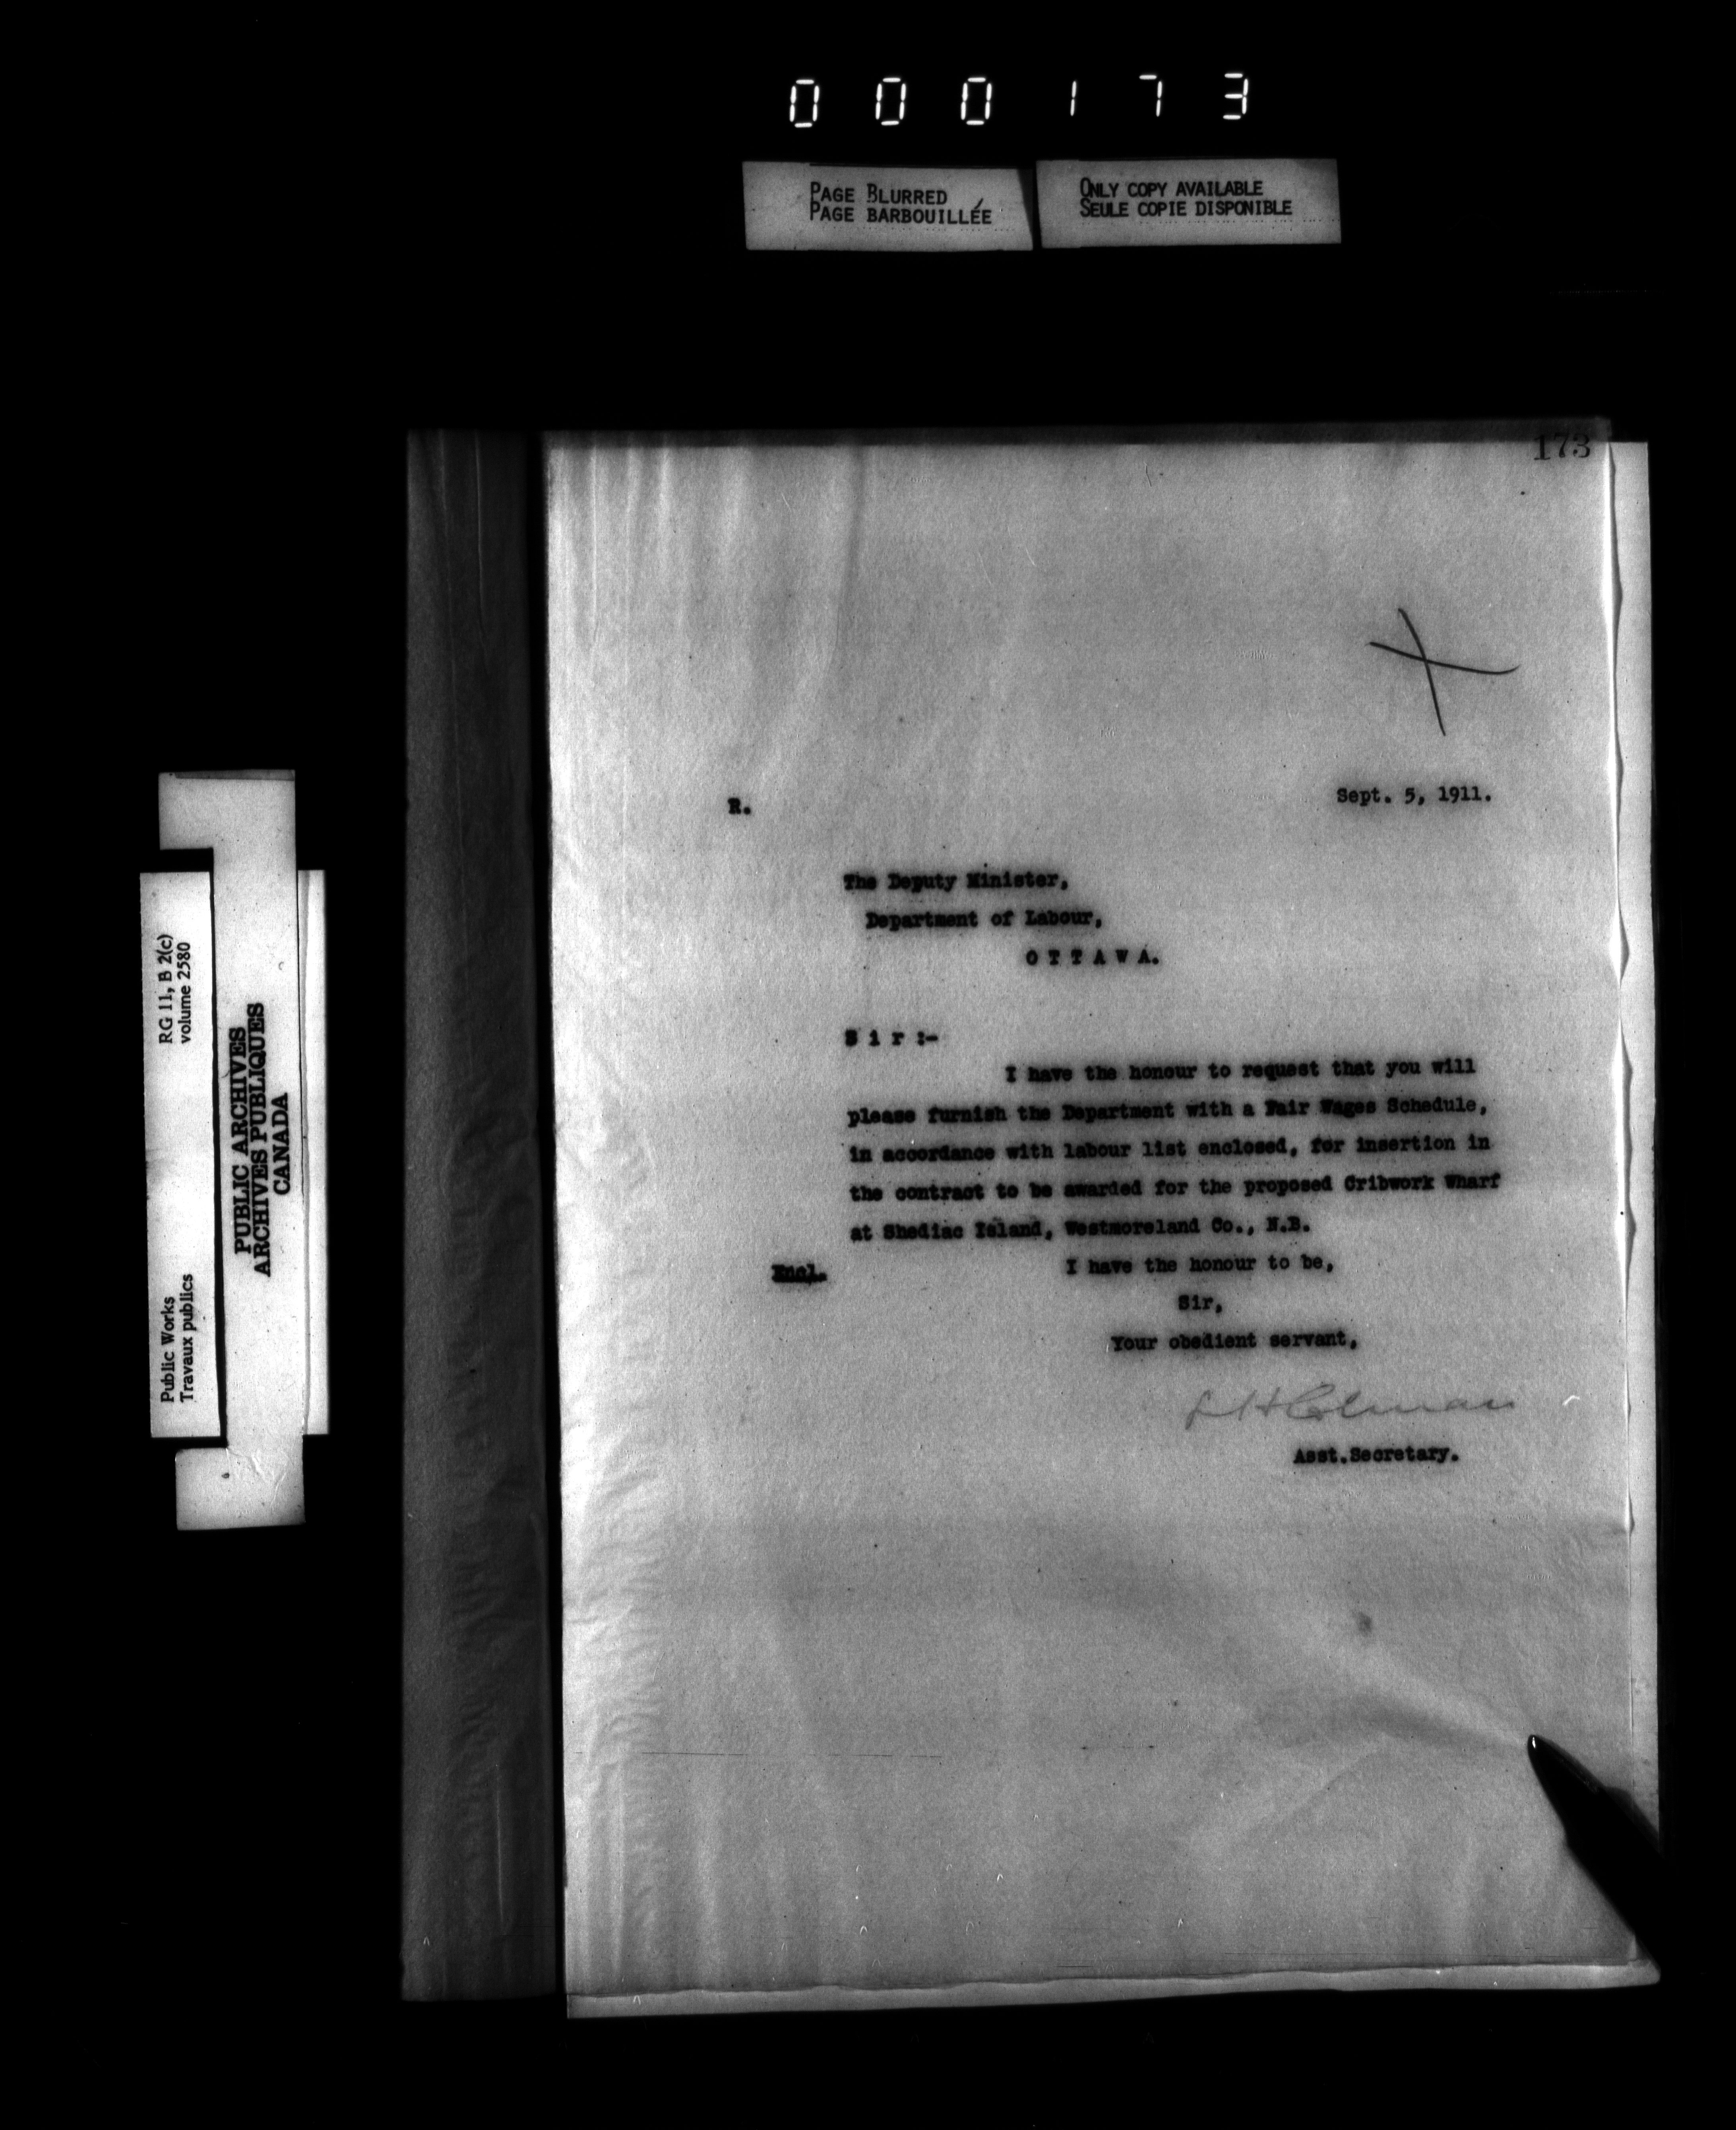 000173
PAGE BLURRED
PAGE BARBOUILLÉE
ONLY COPY AVAILABLE
SEULE COPIE DISPONIBLE
173
R.
Sept. 5, 1911.
The Deputy Minister,
Department of Labour,
O T T A W A.
S i r :-
I have the honour to request that you will
please furnish the Department with a Fair Wages Schedule,
in accordance with labour list enclosed, for insertion in
the contract to be awarded for the proposed Cribwork Wharf
at Shediac Island, Westmoreland Co., N.B.
Encl.
I have the honour to be,
Sir,
Your obedient servant,
Asst.Secretary.
RG 11, B 2(c)
volume 2580
Public Works
Travaux publics
PUBLIC ARCHIVES
ARCHIVES PUBLIQUES
CANADA